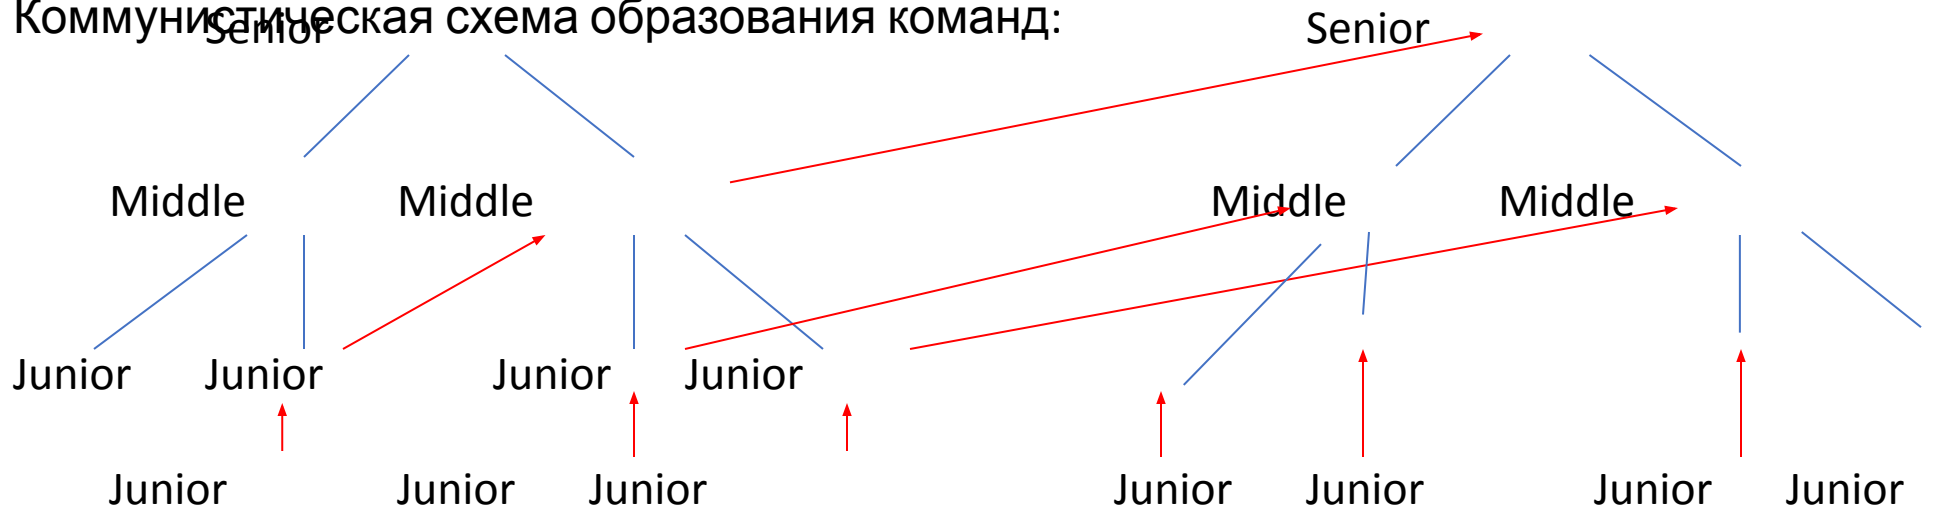 Коммунистическая схема образования команд:
Senior Senior
Middle Middle Middle Middle
Junior Junior Junior Junior
Junior Junior Junior Junior Junior Junior Junior